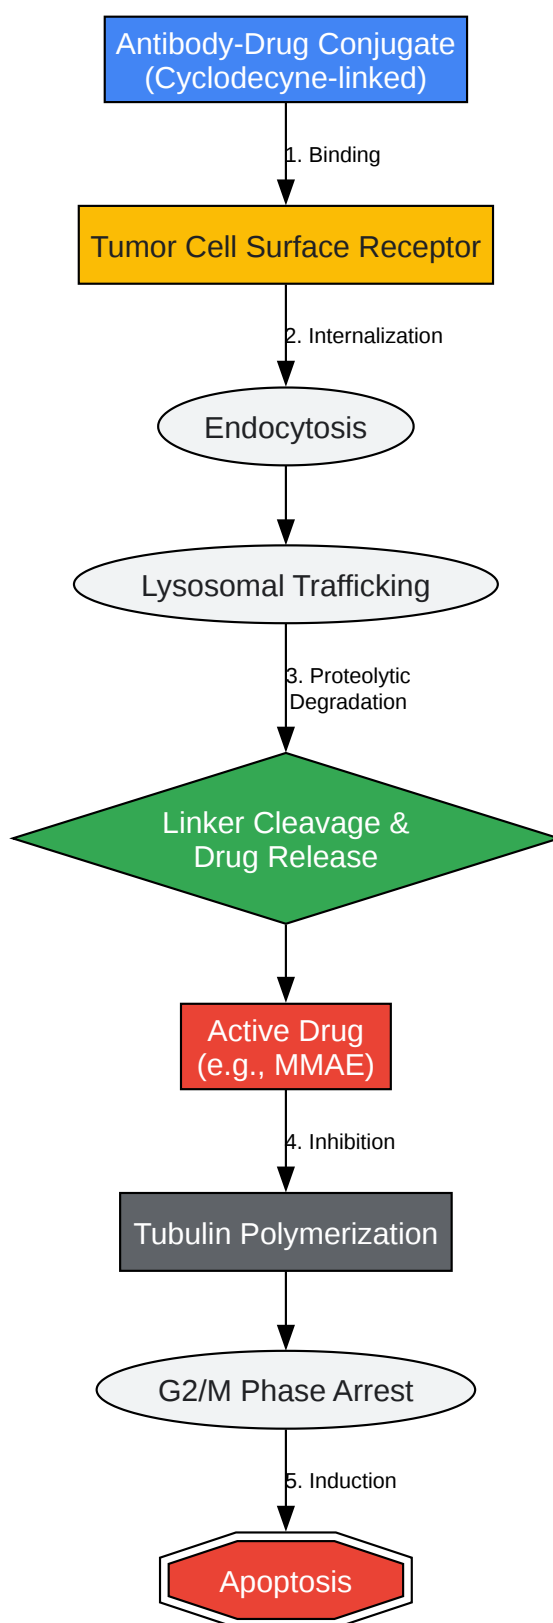 Antibody-Drug Conjugate
(Cyclodecyne-linked)
1. Binding
Tumor Cell Surface Receptor
2. Internalization
Endocytosis
Lysosomal Trafficking
3. Proteolytic
Degradation
Linker Cleavage &
Drug Release
Active Drug
(e.g., MMAE)
4. Inhibition
Tubulin Polymerization
G2/M Phase Arrest
5. Induction
Apoptosis